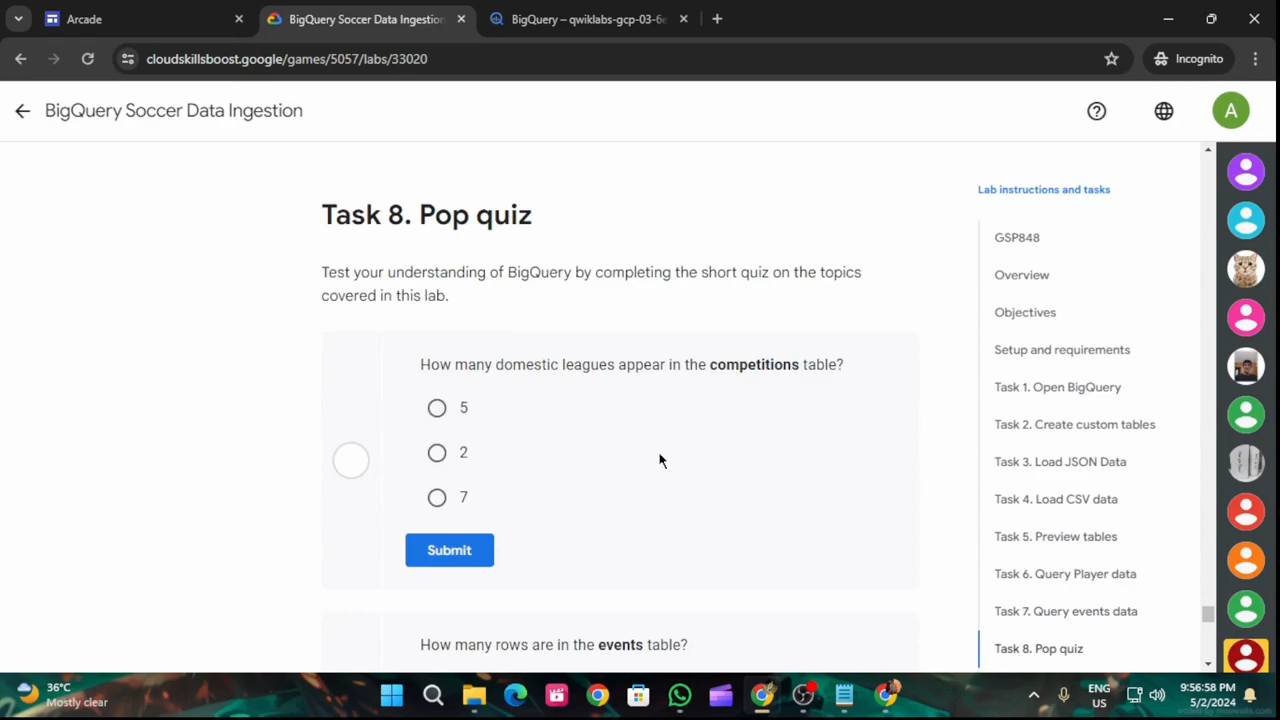 Arcade
BigQuery Soccer Data Ingestion
BigQuery – qwiklabs-gcp-03-6e
cloudskillsboost.google/games/5057/labs/33020
Incognito
BigQuery Soccer Data Ingestion
A
Task 8. Pop quiz
Test your understanding of BigQuery by completing the short quiz on the topics
covered in this lab.
How many domestic leagues appear in the competitions table?
5
2
7
Submit
How many rows are in the events table?
Lab instructions and tasks
GSP848
Overview
Objectives
Setup and requirements
Task 1. Open BigQuery
Task 2. Create custom tables
Task 3. Load JSON Data
Task 4. Load CSV data
Task 5. Preview tables
Task 6. Query Player data
Task 7. Query events data
Task 8. Pop quiz
36°C
Mostly clear
ENG
US
9:56:58 PM
5/2/2024